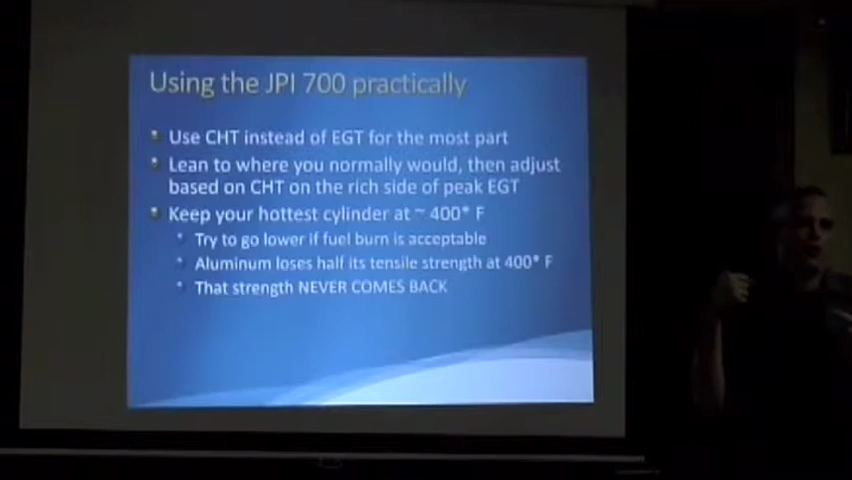 Using the JPI 700 practically
Use CHT instead of EGT for the most part
Lean to where you normally would, then adjust
based on CHT on the rich side of peak EGT
Keep your hottest cylinder at ~ 400° F
Try to go lower if fuel burn is acceptable
Aluminum loses half its tensile strength at 400° F
That strength NEVER COMES BACK